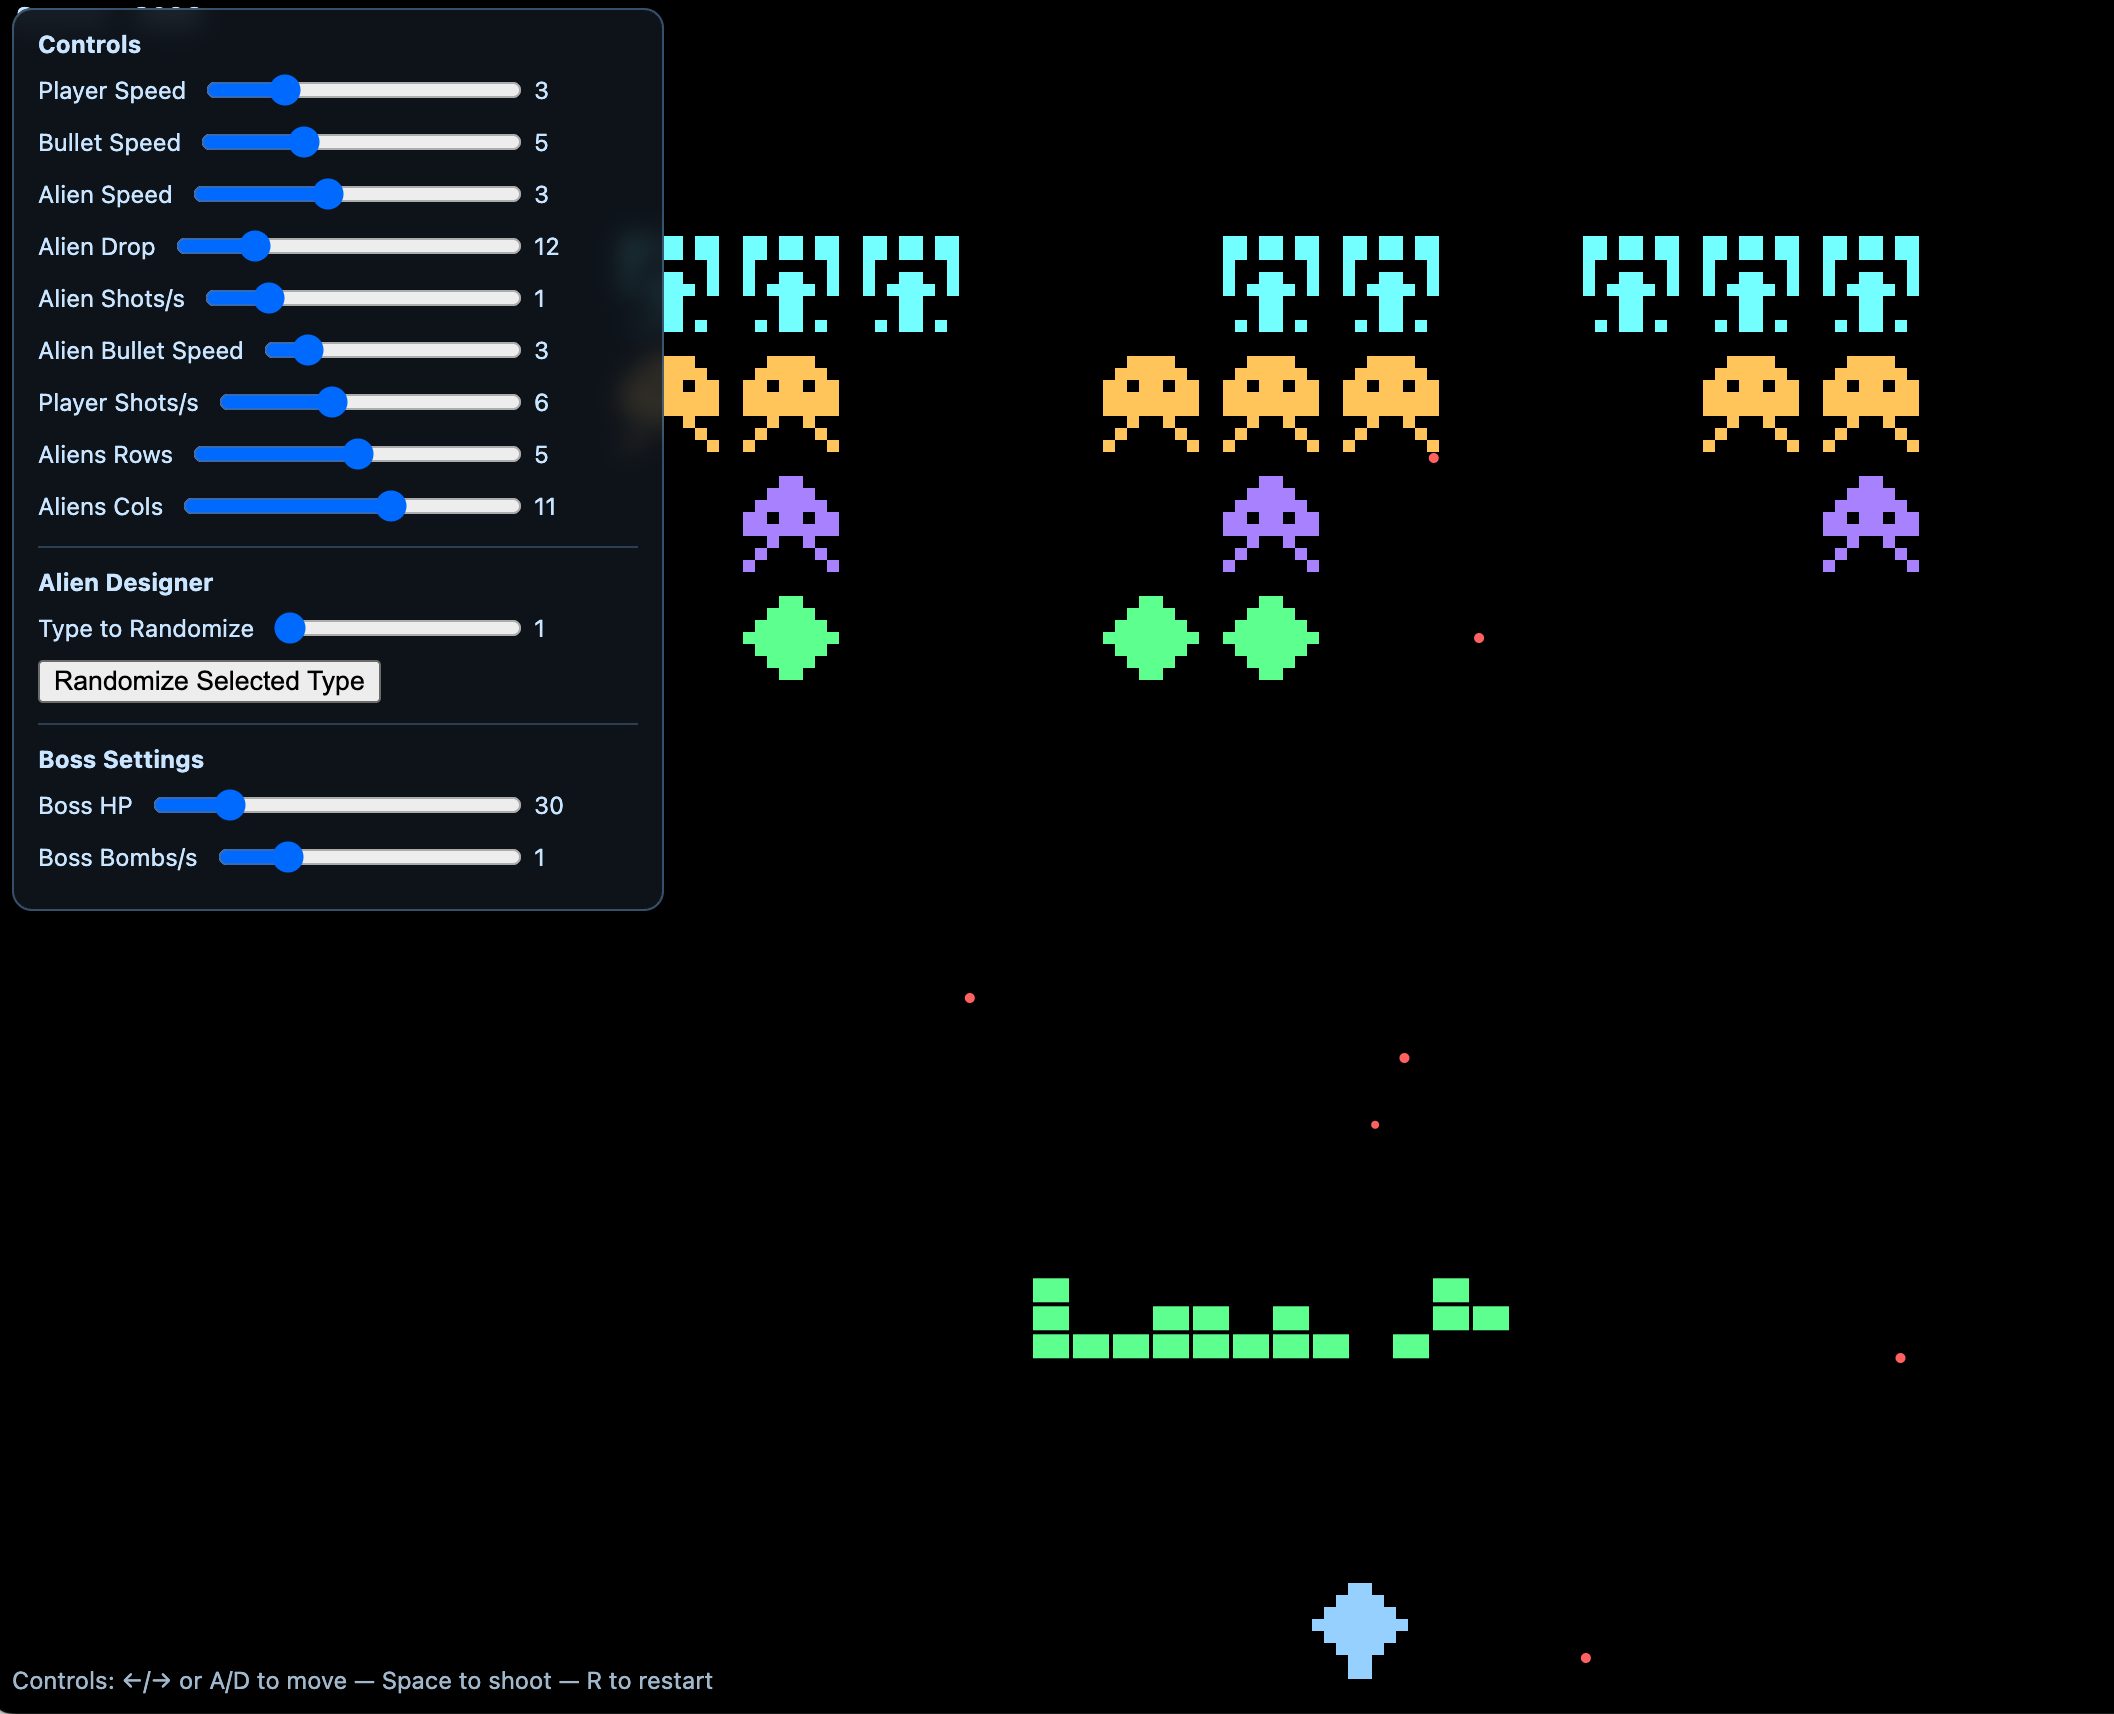 Controls
Player Speed 3
Bullet Speed 5
Alien Speed 3
Alien Drop 12
Alien Shots/s 1
Alien Bullet Speed 3
Player Shots/s 6
Aliens Rows 5
Aliens Cols 11
Alien Designer
Type to Randomize 1
Randomize Selected Type
Boss Settings
Boss HP 30
Boss Bombs/s 1
Controls: ←/→ or A/D to move — Space to shoot — R to restart